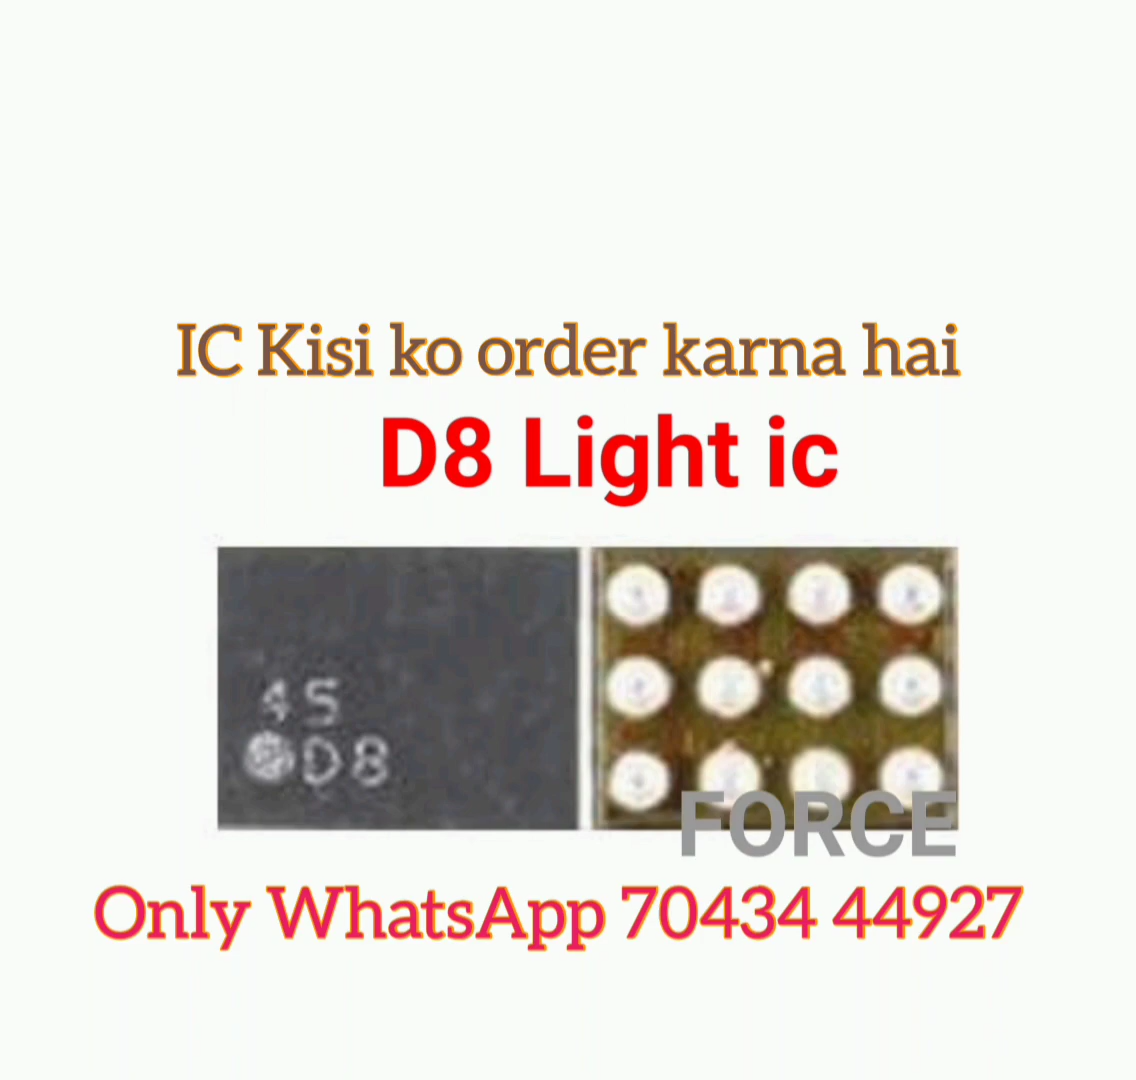 IC Kisi ko order karna hai
D8 Light ic
45
D8
FORCE
Only WhatsApp 70434 44927